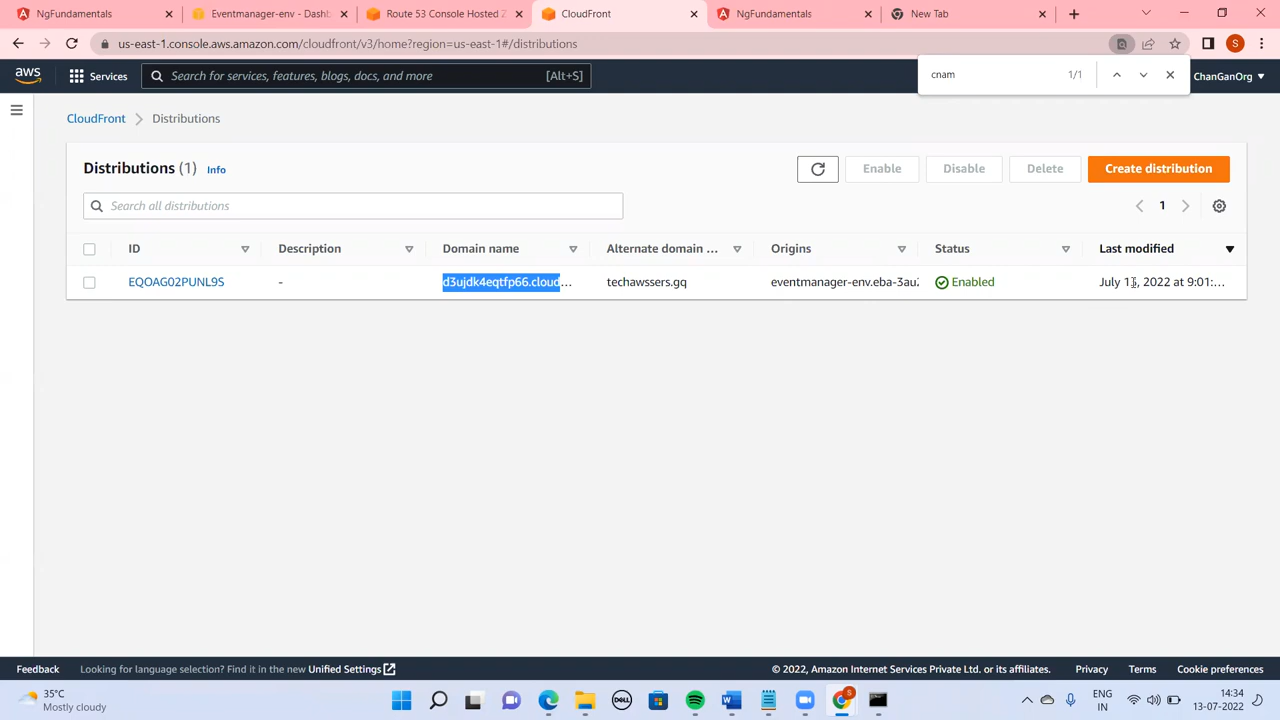 NgFundamentals
Eventmanager-env - Dashb
Route 53 Console Hosted Z
CloudFront
NgFundamentals
New Tab
us-east-1.console.aws.amazon.com/cloudfront/v3/home?region=us-east-1#/distributions
S
aws
Services
Search for services, features, blogs, docs, and more
[Alt+S]
cnam
1/1
ChanGanOrg
CloudFront
Distributions
Distributions (1)
Info
Enable
Disable
Delete
Create distribution
Search all distributions
1
ID
Description
Domain name
Alternate domain ...
Origins
Status
Last modified
EQOAG02PUNL9S
-
d3ujdk4eqtfp66.cloud...
techawssers.gq
eventmanager-env.eba-3au2
Enabled
July 13, 2022 at 9:01:...
Feedback
Looking for language selection? Find it in the new Unified Settings
© 2022, Amazon Internet Services Private Ltd. or its affiliates.
Privacy
Terms
Cookie preferences
35°C
Mostly cloudy
DELL
W
S
ENG
IN
14:34
13-07-2022